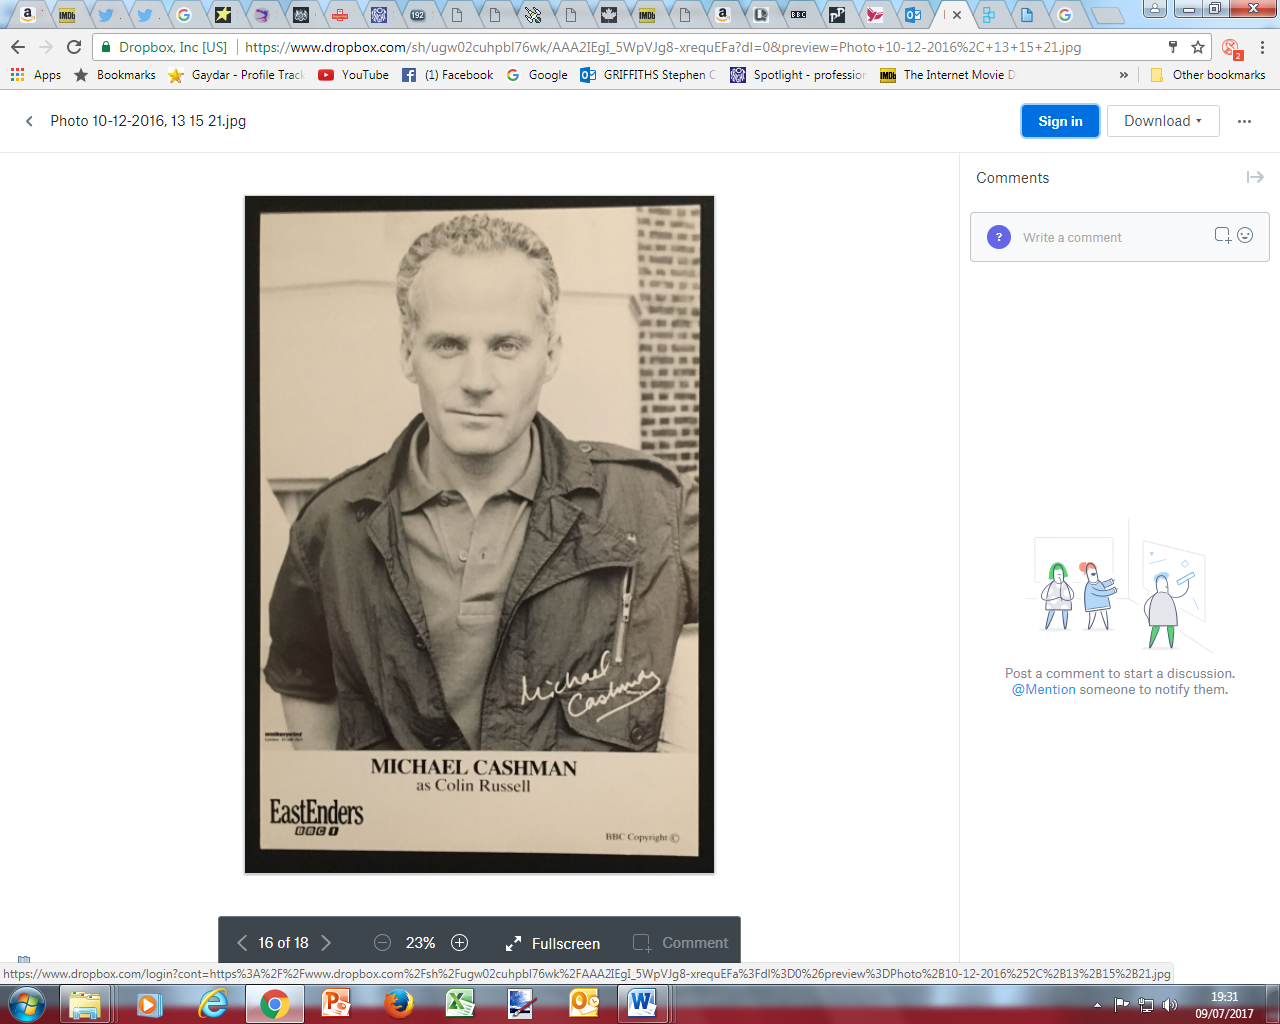 Dropbox, Inc [US]
https://www.dropbox.com/sh/ugw02cuhpbl76wk/AAA2IEgI_5WpVJg8-xrequEFa?dl=0&preview=Photo+10-12-2016%2C+13+15+21.jpg
Apps
Bookmarks
Gaydar - Profile Track
YouTube
(1) Facebook
Google
GRIFFITHS Stephen C
Spotlight - profession
IMDb
The Internet Movie D
»
Other bookmarks
Photo 10-12-2016, 13 15 21.jpg
Sign in
Download
Comments
? Write a comment
Michael
Cashman
walkerprint
MICHAEL CASHMAN
as Colin Russell
EastEnders
BBC 1
BBC Copyright ©
Post a comment to start a discussion.
@Mention someone to notify them.
16 of 18
23%
Fullscreen
Comment
https://www.dropbox.com/login?cont=https%3A%2F%2Fwww.dropbox.com%2Fsh%2Fugw02cuhpbl76wk%2FAAA2IEgI_5WpVJg8-xrequEFa%3Fdl%3D0%26preview%3DPhoto%2B10-12-2016%252C%2B13%2B15%2B21.jpg
19:31
09/07/2017